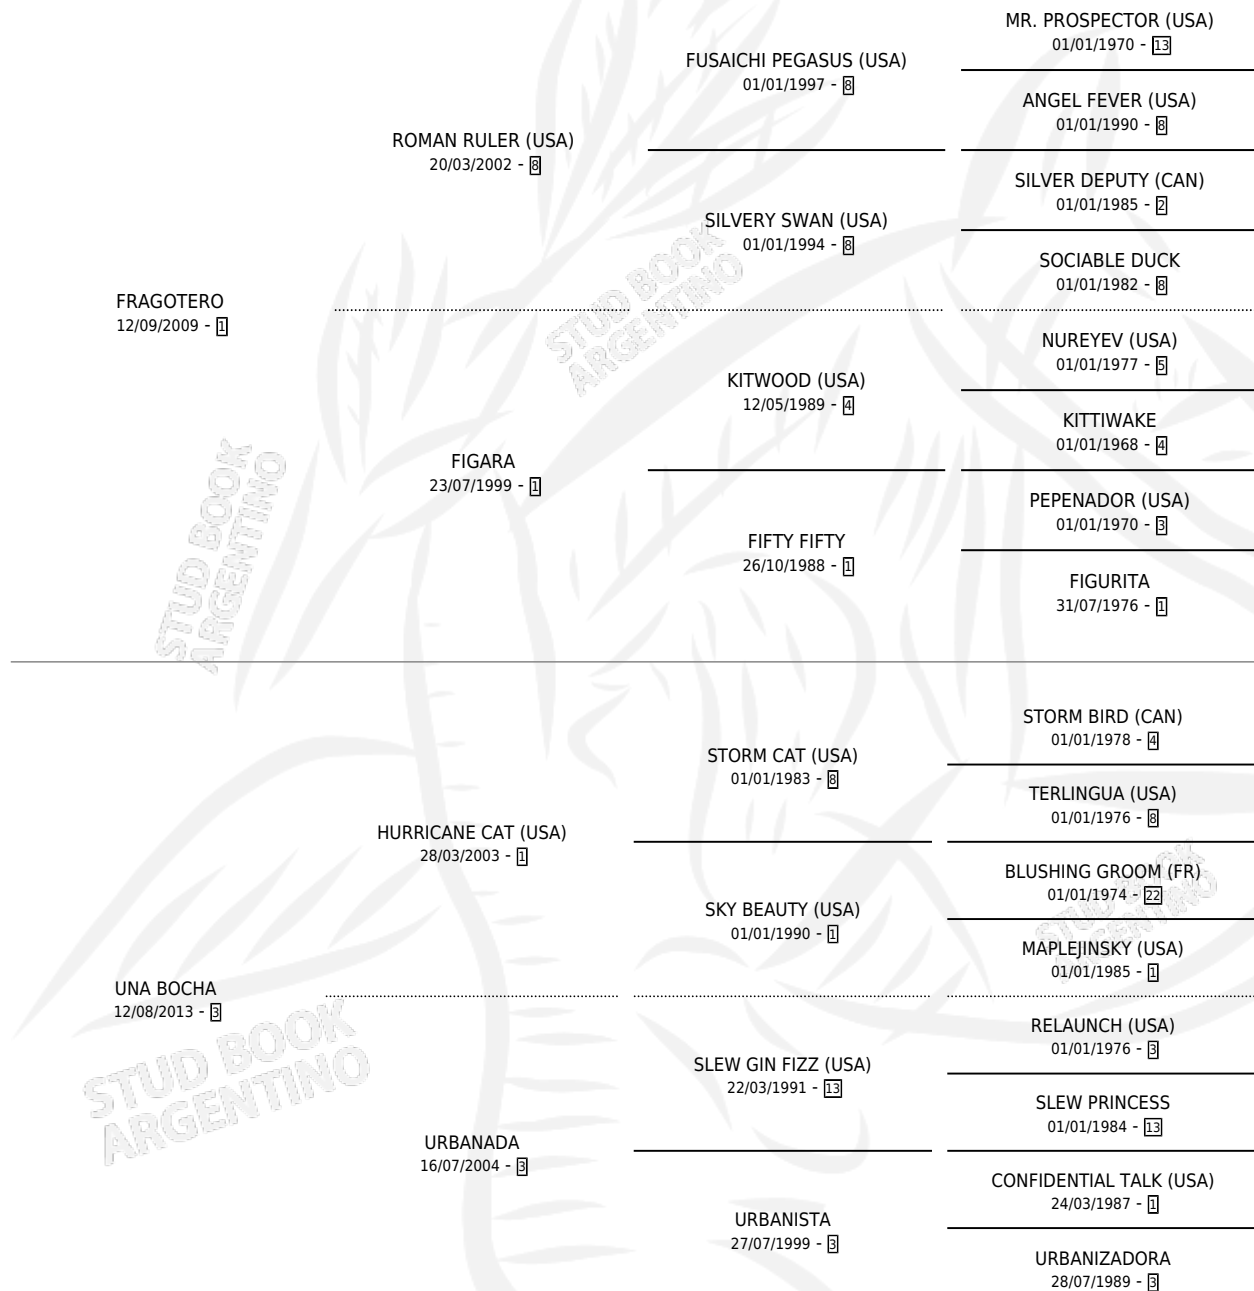 MR. PROSPECTOR (USA)
01/01/1970 - 13
FUSAICHI PEGASUS (USA)
01/01/1997 - 8
ANGEL FEVER (USA)
01/01/1990 - 8
ROMAN RULER (USA)
20/03/2002 - 8
SILVER DEPUTY (CAN)
01/01/1985 - 2
SILVERY SWAN (USA)
01/01/1994 - 8
SOCIABLE DUCK
01/01/1982 - 8
STUD BOOK
ARGENTINO
FRAGOTERO
12/09/2009 - 1
NUREYEV (USA)
01/01/1977 - 5
KITWOOD (USA)
12/05/1989 - 4
KITTIWAKE
01/01/1968 - 4
FIGARA
23/07/1999 - 1
PEPENADOR (USA)
01/01/1970 - 3
FIFTY FIFTY
26/10/1988 - 1
FIGURITA
31/07/1976 - 1
STUD BOOK
ARGENTINO
STORM BIRD (CAN)
01/01/1978 - 4
STORM CAT (USA)
01/01/1983 - 8
TERLINGUA (USA)
01/01/1976 - 8
HURRICANE CAT (USA)
28/03/2003 - 1
BLUSHING GROOM (FR)
01/01/1974 - 22
STUD BOOK
ARGENTINO
SKY BEAUTY (USA)
01/01/1990 - 1
MAPLEJINSKY (USA)
01/01/1985 - 1
UNA BOCHA
12/08/2013 - 3
STUD BOOK
ARGENTINO
RELAUNCH (USA)
01/01/1976 - 3
SLEW GIN FIZZ (USA)
22/03/1991 - 13
SLEW PRINCESS
01/01/1984 - 13
URBANADA
16/07/2004 - 3
CONFIDENTIAL TALK (USA)
24/03/1987 - 1
URBANISTA
27/07/1999 - 3
URBANIZADORA
28/07/1989 - 3